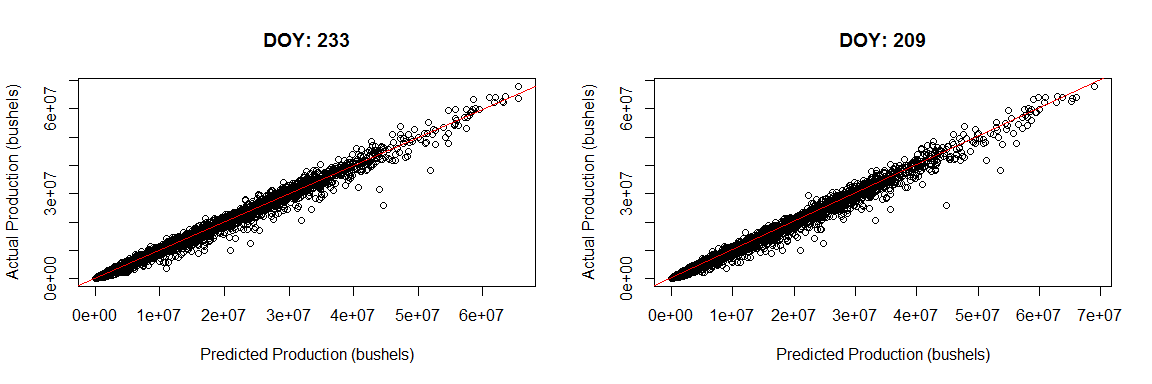 DOY: 233
Actual Production (bushels)
6e+07
3e+07
0e+00
0e+00 1e+07 2e+07 3e+07 4e+07 5e+07 6e+07
Predicted Production (bushels)
DOY: 209
Actual Production (bushels)
6e+07
3e+07
0e+00
0e+00 1e+07 2e+07 3e+07 4e+07 5e+07 6e+07 7e+07
Predicted Production (bushels)